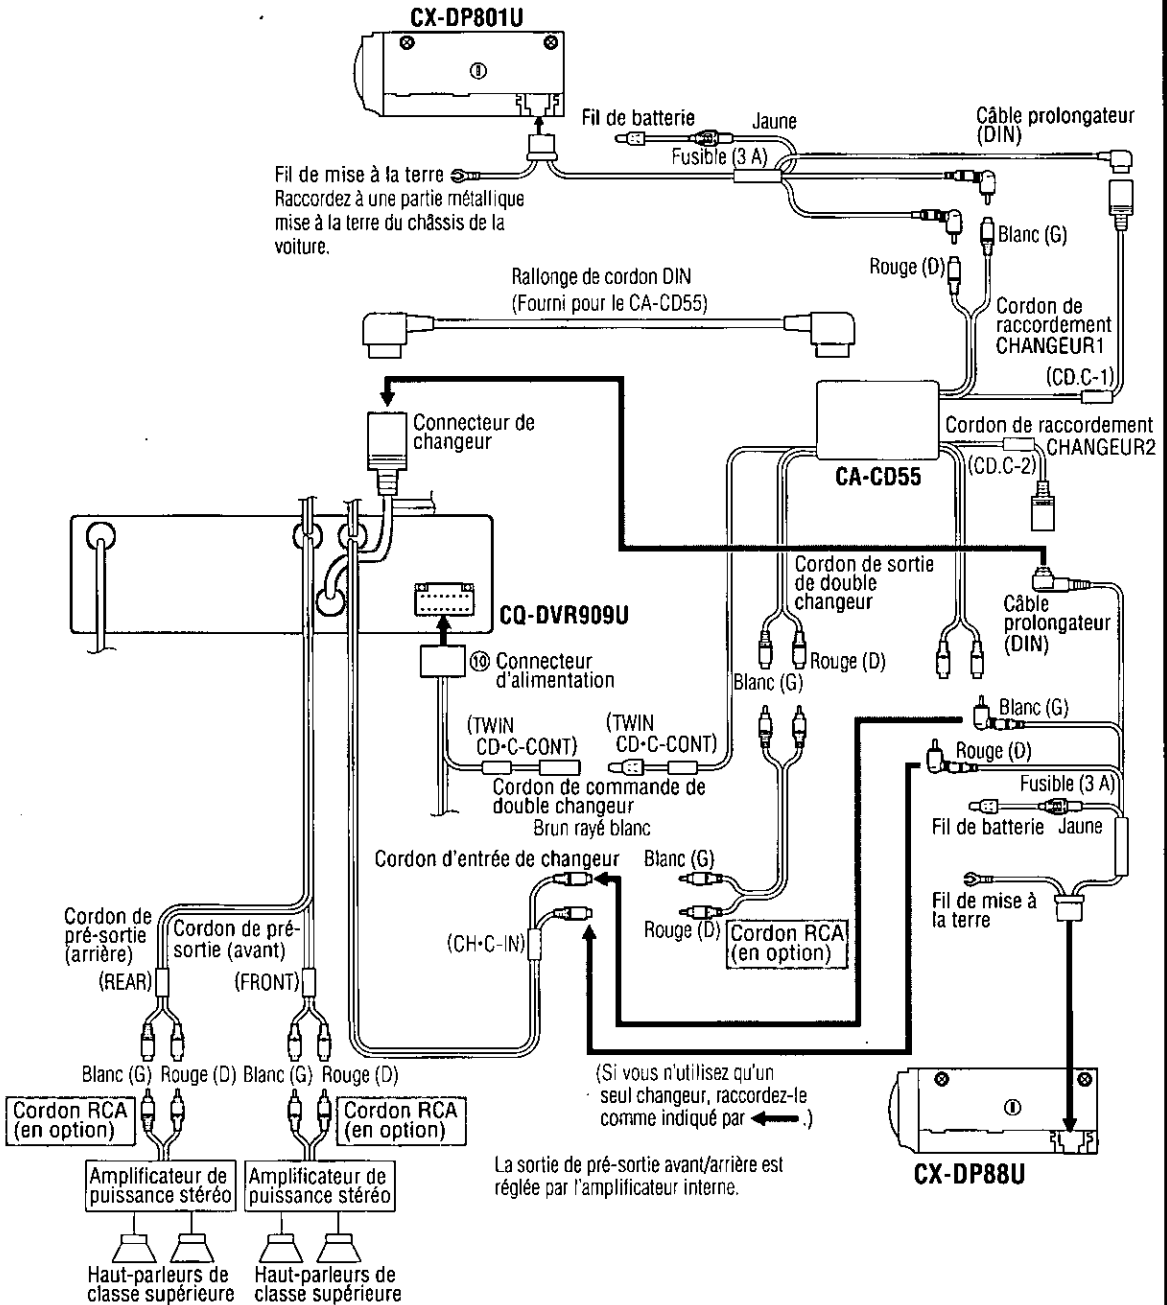 CX-DP801U
Fil de batterie
Jaune
Fusible (3 A)
Câble prolongateur
(DIN)
Fil de mise à la terre
Raccordez à une partie métallique
mise à la terre du châssis de la
voiture.
Blanc (G)
Rouge (D)
Rallonge de cordon DIN
(Fourni pour le CA-CD55)
Cordon de
raccordement
CHANGEUR1
(CD.C-1)
Connecteur de
changeur
Cordon de raccordement
CHANGEUR2
(CD.C-2)
CA-CD55
Cordon de sortie
de double
changeur
Câble
prolongateur
(DIN)
CQ-DVR909U
⑩ Connecteur
d'alimentation
Rouge (D)
Blanc (G)
(TWIN
CD•C-CONT)
(TWIN
CD•C-CONT)
Cordon de commande de
double changeur
Brun rayé blanc
Blanc (G)
Rouge (D)
Fusible (3 A)
Fil de batterie
Jaune
Cordon d'entrée de changeur
Blanc (G)
Rouge (D)
Cordon RCA
(en option)
Fil de mise à
la terre
Cordon de
pré-sortie
(arrière)
Cordon de pré-
sortie (avant)
(CH•C-IN)
(REAR)
(FRONT)
Blanc (G)
Rouge (D)
Blanc (G)
Rouge (D)
Cordon RCA
(en option)
Cordon RCA
(en option)
(Si vous n'utilisez qu'un
seul changeur, raccordez-le
comme indiqué par .)
La sortie de pré-sortie avant/arrière est
réglée par l'amplificateur interne.
CX-DP88U
Amplificateur de
puissance stéréo
Amplificateur de
puissance stéréo
Haut-parleurs de
classe supérieure
Haut-parleurs de
classe supérieure